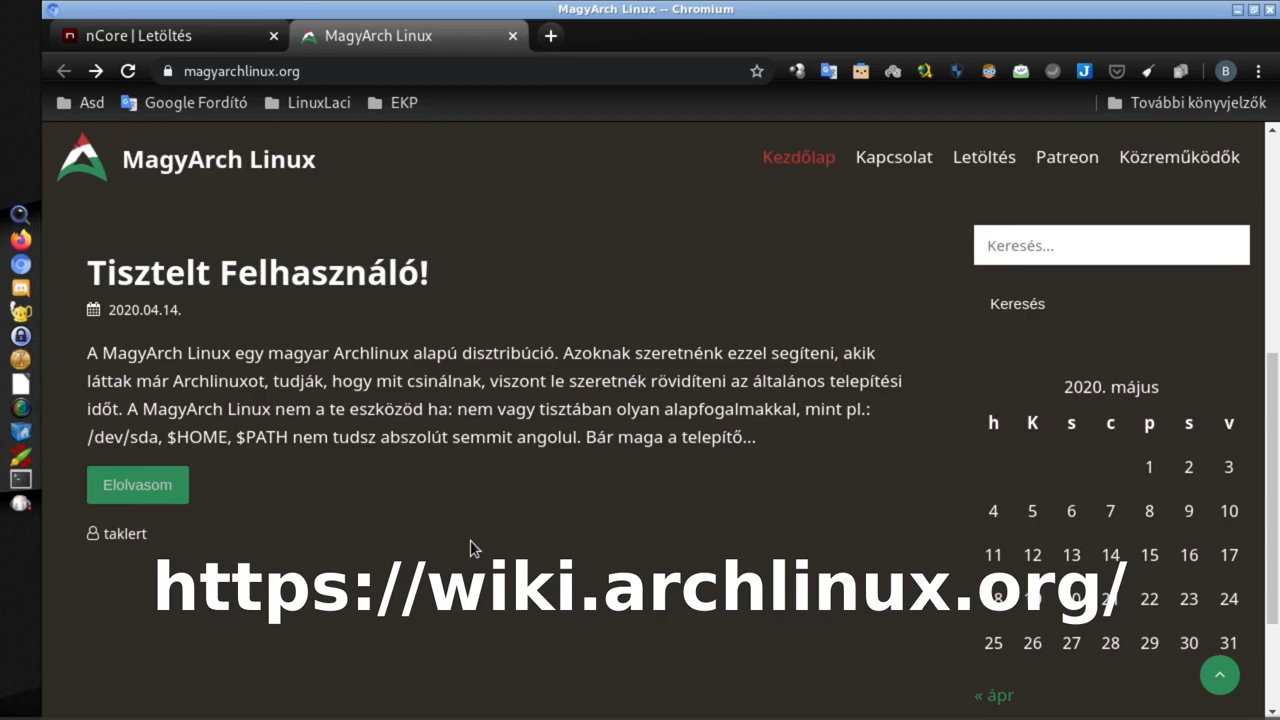 MagyArch Linux -- Chromium
nCore | Letöltés
MagyArch Linux
magyarchlinux.org
B
Asd
Google Fordító
LinuxLaci
EKP
További könyvjelzők
MagyArch Linux
Kezdőlap Kapcsolat Letöltés Patreon Közreműködők
Keresés...
Keresés
Tisztelt Felhasználó!
2020.04.14.
A MagyArch Linux egy magyar Archlinux alapú disztribúció. Azoknak szeretnénk ezzel segíteni, akik
láttak már Archlinuxot, tudják, hogy mit csinálnak, viszont le szeretnék rövidíteni az általános telepítési
időt. A MagyArch Linux nem a te eszközöd ha: nem vagy tisztában olyan alapfogalmakkal, mint pl.:
/dev/sda, $HOME, $PATH nem tudsz abszolút semmit angolul. Bár maga a telepítő...
Elolvasom
taklert
https://wiki.archlinux.org/
2020. május
h K s c p s v
1 2 3
4 5 6 7 8 9 10
11 12 13 14 15 16 17
22 23 24
25 26 27 28 29 30 31
« ápr